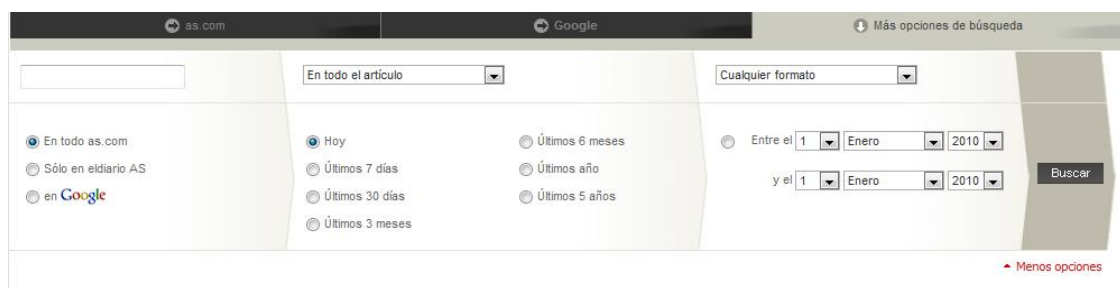 as.com
Google
Más opciones de búsqueda
En todo el artículo
Cualquier formato
En todo as.com
Sólo en eldiario AS
en Google
Hoy
Últimos 7 días
Últimos 30 días
Últimos 3 meses
Últimos 6 meses
Último año
Últimos 5 años
Entre el 1 Enero 2010
y el 1 Enero 2010
Buscar
Menos opciones